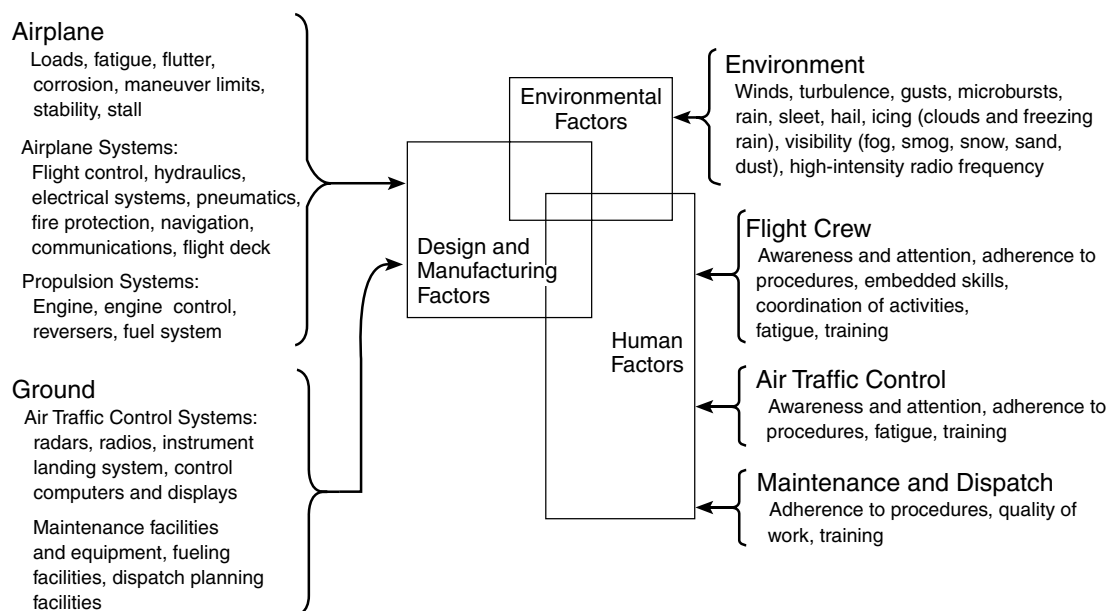 Airplane
Loads, fatigue, flutter,
corrosion, maneuver limits,
stability, stall
Airplane Systems:
Flight control, hydraulics,
electrical systems, pneumatics,
fire protection, navigation,
communications, flight deck
Propulsion Systems:
Engine, engine control,
reversers, fuel system
Ground
Air Traffic Control Systems:
radars, radios, instrument
landing system, control
computers and displays
Maintenance facilities
and equipment, fueling
facilities, dispatch planning
facilities
Environmental
Factors
Design and
Manufacturing
Factors
Human
Factors
Environment
Winds, turbulence, gusts, microbursts,
rain, sleet, hail, icing (clouds and freezing
rain), visibility (fog, smog, snow, sand,
dust), high-intensity radio frequency
Flight Crew
Awareness and attention, adherence to
procedures, embedded skills,
coordination of activities,
fatigue, training
Air Traffic Control
Awareness and attention, adherence to
procedures, fatigue, training
Maintenance and Dispatch
Adherence to procedures, quality of
work, training